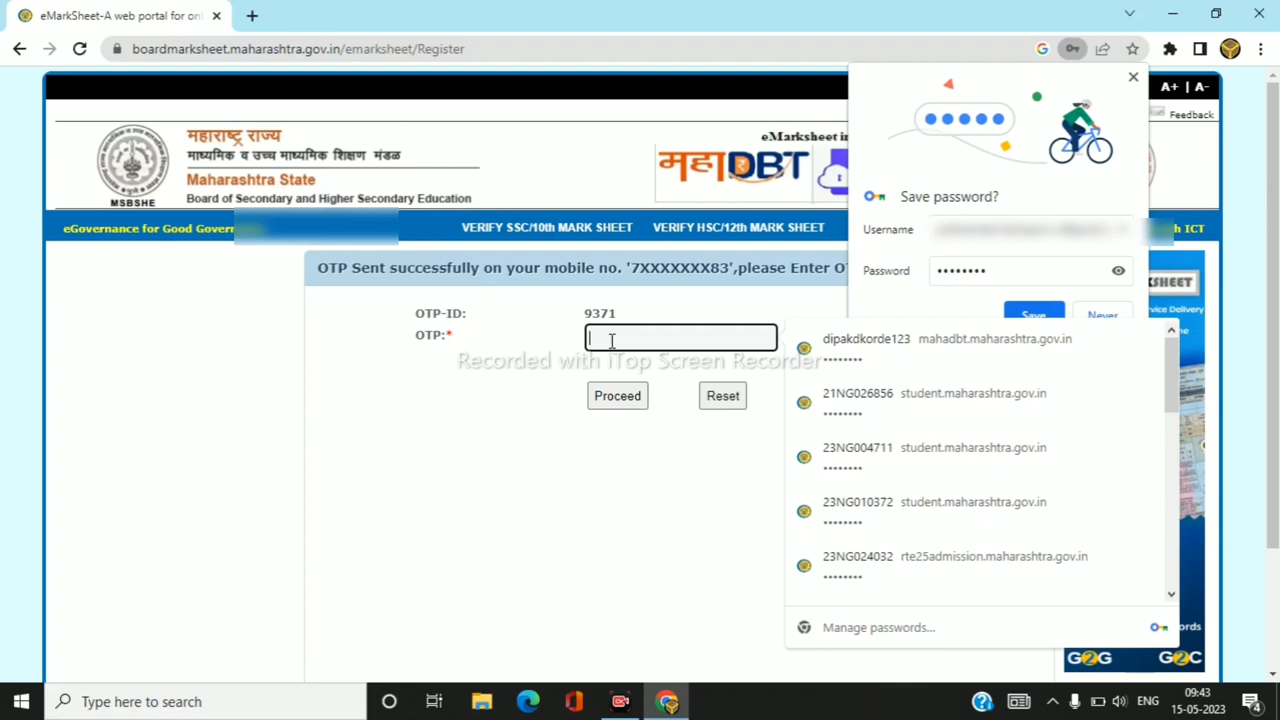 eMarkSheet-A web portal for onl
boardmarksheet.maharashtra.gov.in/emarksheet/Register
A+ | A-
Feedback
महाराष्ट्र राज्य
माध्यमिक व उच्च माध्यमिक शिक्षण मंडळ
Maharashtra State
Board of Secondary and Higher Secondary Education
MSBSHE
eMarksheet in
महाDBT
eGovernance for Good Gover
VERIFY SSC/10th MARK SHEET
VERIFY HSC/12th MARK SHEET
ICT
OTP Sent successfully on your mobile no. '7XXXXXXX83',please Enter OT
OTP-ID:
9371
OTP:*
Proceed
Reset
Recorded with iTop Screen Recorder
Save password?
Username
Password
••••••••
Save
Never
dipakdkorde123 mahadbt.maharashtra.gov.in
••••••••
21NG026856 student.maharashtra.gov.in
••••••••
23NG004711 student.maharashtra.gov.in
••••••••
23NG010372 student.maharashtra.gov.in
••••••••
23NG024032 rte25admission.maharashtra.gov.in
••••••••
Manage passwords...
G2G
G2C
Type here to search
ENG
09:43
15-05-2023
4